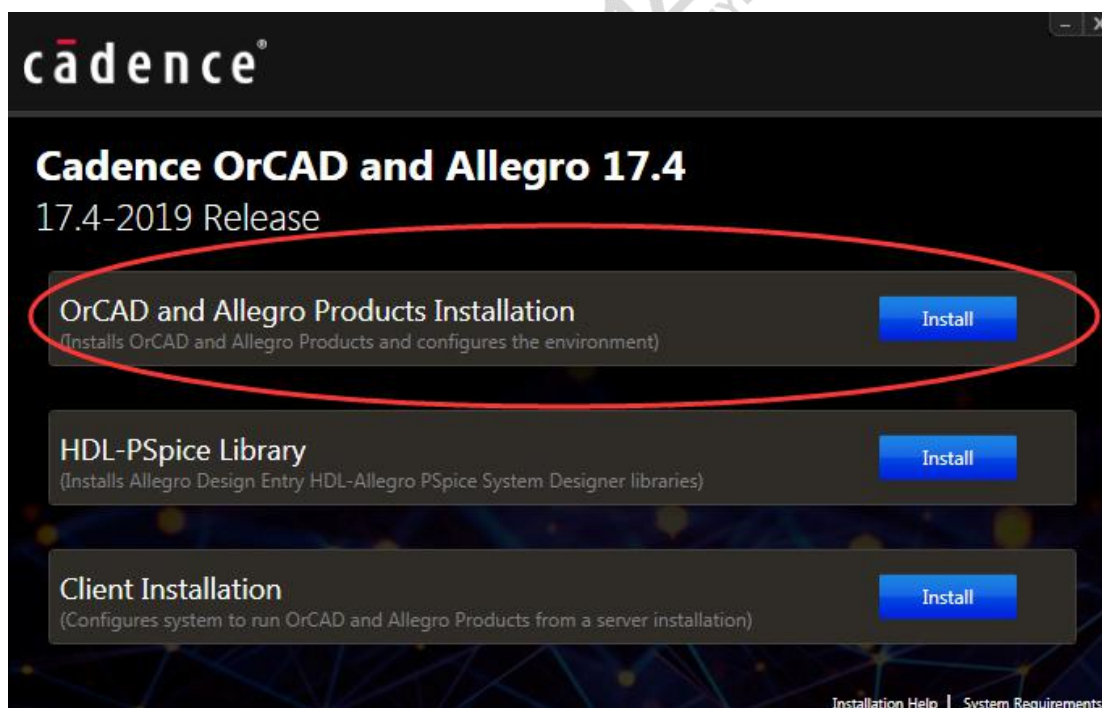 cādence®
Cadence OrCAD and Allegro 17.4
17.4-2019 Release
OrCAD and Allegro Products Installation
Install
(Installs OrCAD and Allegro Products and configures the environment)
HDL-PSpice Library
Install
(Installs Allegro Design Entry HDL-Allegro PSpice System Designer libraries)
Client Installation
Install
(Configures system to run OrCAD and Allegro Products from a server installation)
Installation Help | System Requirements